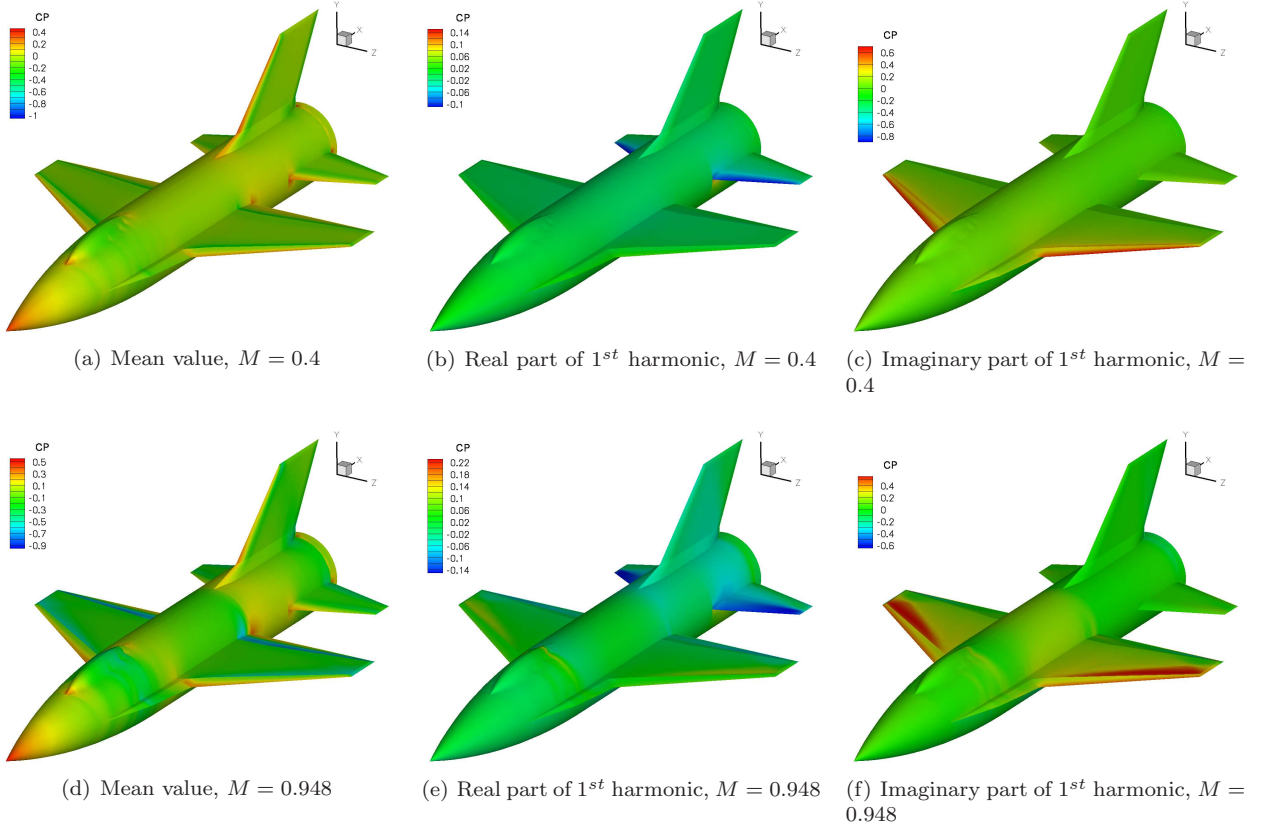 CP
0.4
0.2
0
-0.2
-0.4
-0.6
-0.8
-1
Y
X
Z
CP
0.14
0.1
0.06
0.02
-0.02
-0.06
-0.1
Y
X
Z
CP
0.6
0.4
0.2
0
-0.2
-0.4
-0.6
-0.8
Y
X
Z
(a) Mean value, M = 0.4
(b) Real part of 1st harmonic, M = 0.4
(c) Imaginary part of 1st harmonic, M =
0.4
CP
0.5
0.3
0.1
-0.1
-0.3
-0.5
-0.7
-0.9
Y
X
Z
CP
0.22
0.18
0.14
0.1
0.06
0.02
-0.02
-0.06
-0.1
-0.14
Y
X
Z
CP
0.4
0.2
0
-0.2
-0.4
-0.6
Y
X
Z
(d) Mean value, M = 0.948
(e) Real part of 1st harmonic, M = 0.948
(f) Imaginary part of 1st harmonic, M =
0.948